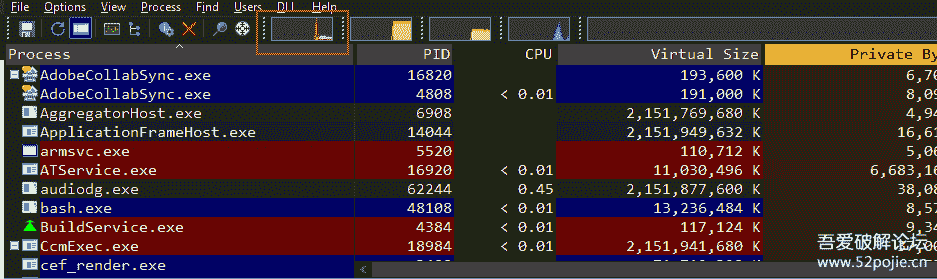 File Options View Process Find Users DLL Help
Process PID CPU Virtual Size Private By
AdobeCollabSync.exe 16820 193,600 K 6,70
AdobeCollabSync.exe 4808 < 0.01 191,000 K 8,09
AggregatorHost.exe 6908 2,151,769,680 K 4,94
ApplicationFrameHost.exe 14044 2,151,949,632 K 16,61
armsvc.exe 5520 110,712 K 5,06
ATService.exe 16920 < 0.01 11,030,496 K 6,683,16
audiodg.exe 62244 0.45 2,151,877,600 K 38,08
bash.exe 48108 < 0.01 13,236,484 K 8,57
BuildService.exe 4384 < 0.01 117,124 K 9,34
CcmExec.exe 18984 < 0.01 2,151,941,680 K
cef_render.exe
吾爱破解论坛
www.52pojie.cn